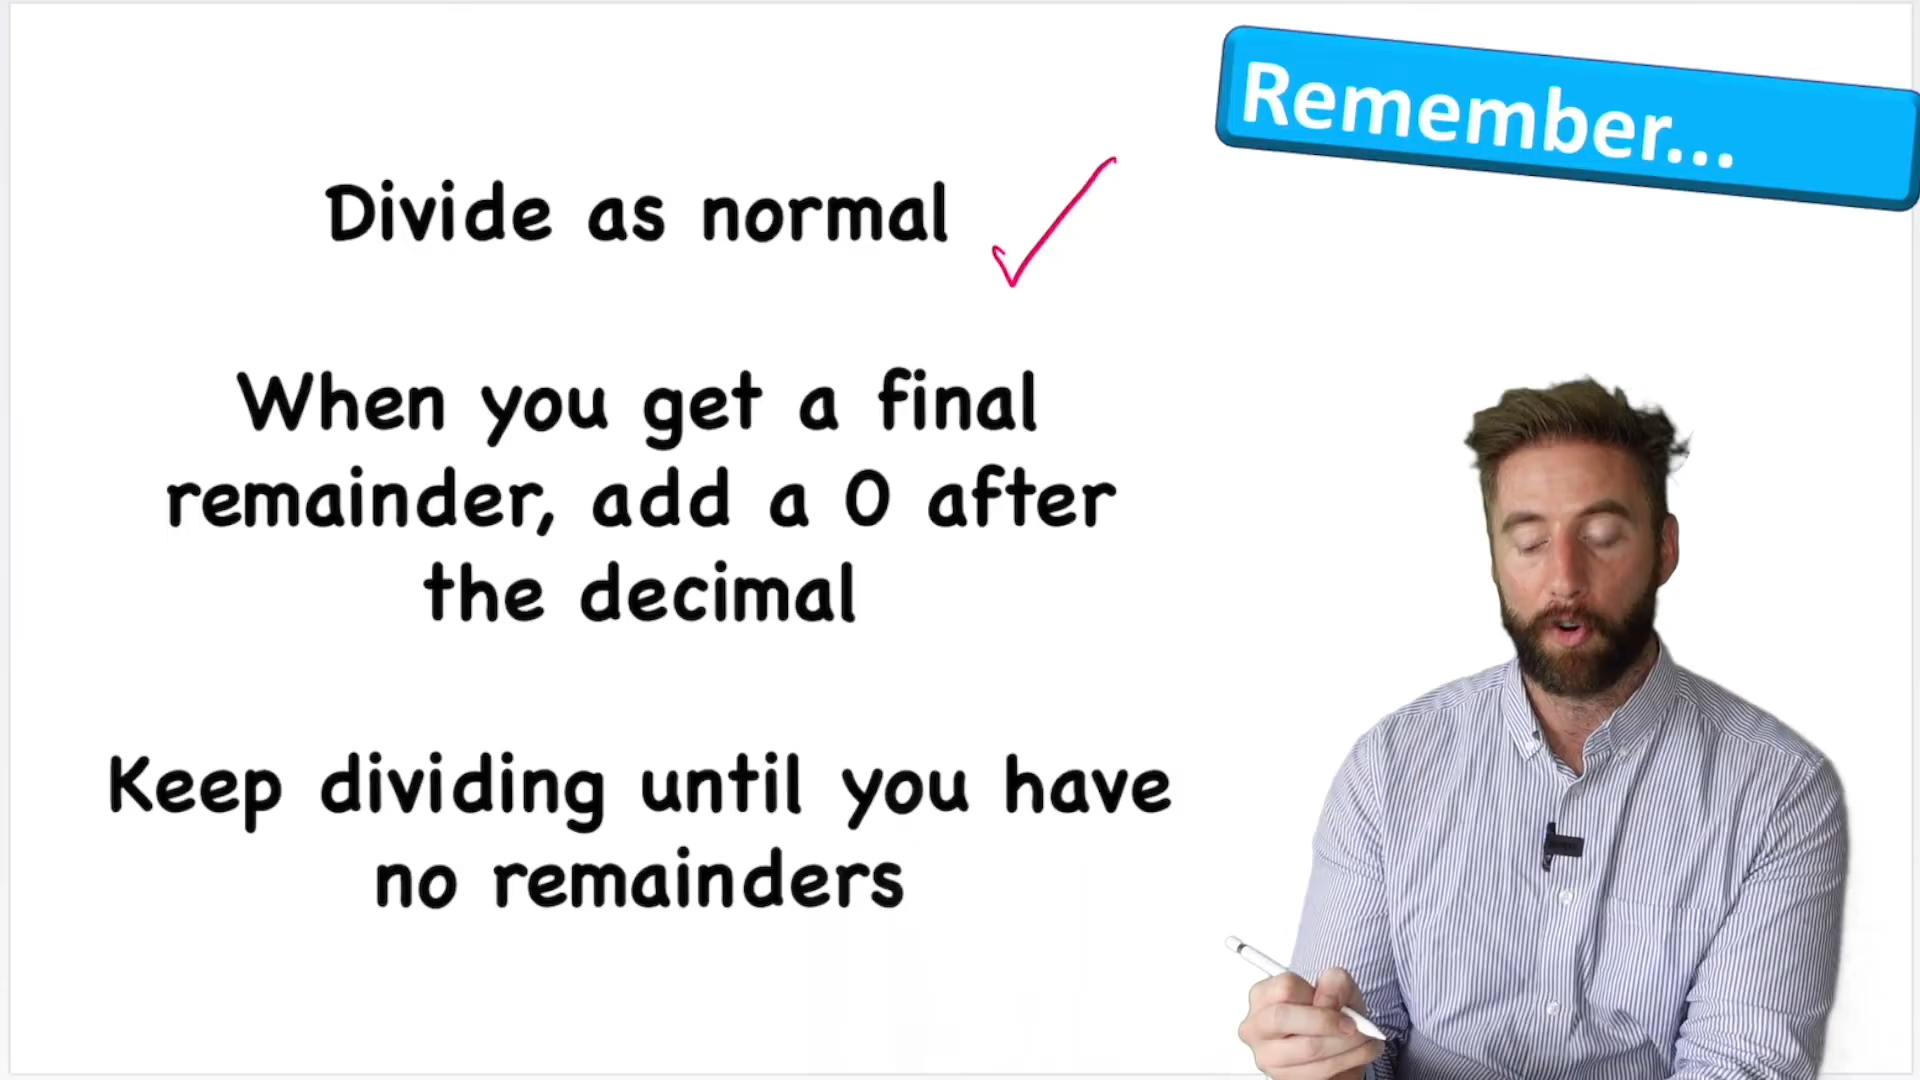 Remember...
Divide as normal
When you get a final
remainder, add a 0 after
the decimal
Keep dividing until you have
no remainders